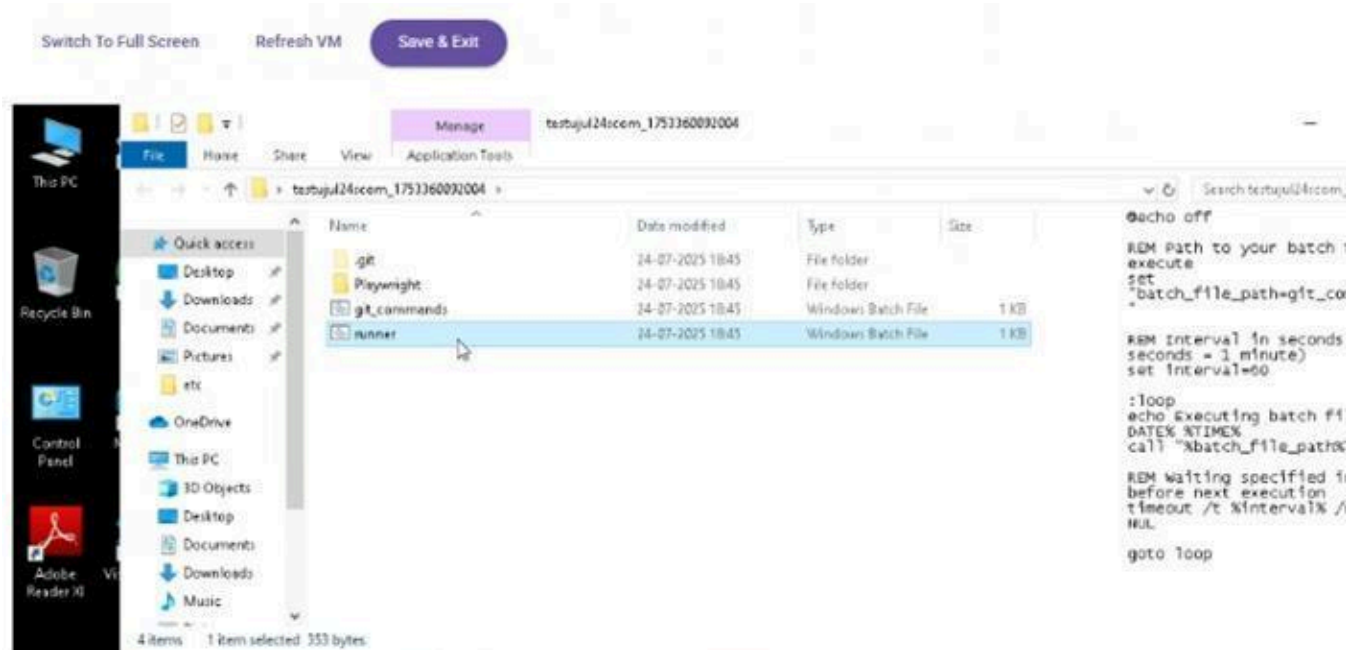 Switch To Full Screen
Refresh VM
Save & Exit
Manage
testujul24scom_1753360092004
File
Home
Share
View
Application Tools
testujul24scom_1753360092004
Search testujul24scom_
This PC
Recycle Bin
Control
Panel
Adobe
Reader XI
Vi
Quick access
Desktop
Downloads
Documents
Pictures
etc
OneDrive
This PC
3D Objects
Desktop
Documents
Downloads
Music
Name Date modified Type Size
.git 24-07-2025 18:45 File folder
Playwright 24-07-2025 18:45 File folder
git_commands 24-07-2025 18:45 Windows Batch File 1 KB
runner 24-07-2025 18:45 Windows Batch File 1 KB
@echo off
REM Path to your batch
execute
set
"batch_file_path=git_co
"
REM Interval in seconds
seconds = 1 minute)
set interval=60
:loop
echo Executing batch fi
DATE% %TIME%
call "%batch_file_path%
REM Waiting specified i
before next execution
timeout /t %interval% /
NUL
goto loop
4 items 1 item selected 353 bytes